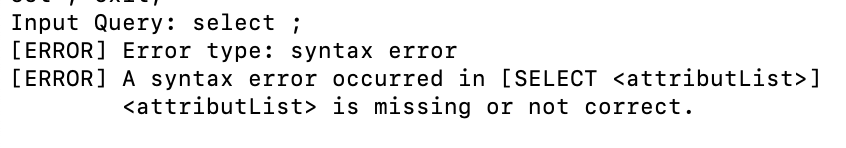 Input Query: select ;
[ERROR] Error type: syntax error
[ERROR] A syntax error occurred in [SELECT <attributList>]
<attributList> is missing or not correct.